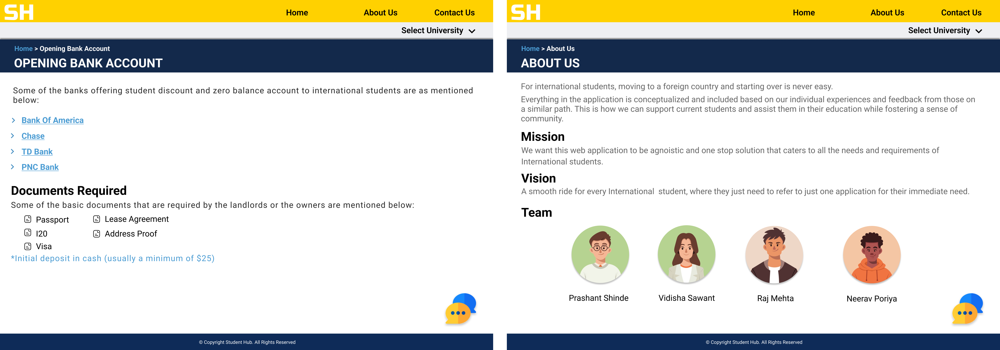 SH
Home About Us Contact Us
Select University
Home > Opening Bank Account
OPENING BANK ACCOUNT
Some of the banks offering student discount and zero balance account to international students are as mentioned
below:
Bank Of America
Chase
TD Bank
PNC Bank
Documents Required
Some of the basic documents that are required by the landlords or the owners are mentioned below:
Passport Lease Agreement
I20 Address Proof
Visa
*Initial deposit in cash (usually a minimum of $25)
© Copyright Student Hub. All Rights Reserved
SH
Home About Us Contact Us
Select University
Home > About Us
ABOUT US
For international students, moving to a foreign country and starting over is never easy.
Everything in the application is conceptualized and included based on our individual experiences and feedback from those on
a similar path. This is how we can support current students and assist them in their education while fostering a sense of
community.
Mission
We want this web application to be agnoistic and one stop solution that caters to all the needs and requirements of
International students.
Vision
A smooth ride for every International  student, where they just need to refer to just one application for their immediate need.
Team
Prashant Shinde Vidisha Sawant Raj Mehta Neerav Poriya
© Copyright Student Hub. All Rights Reserved